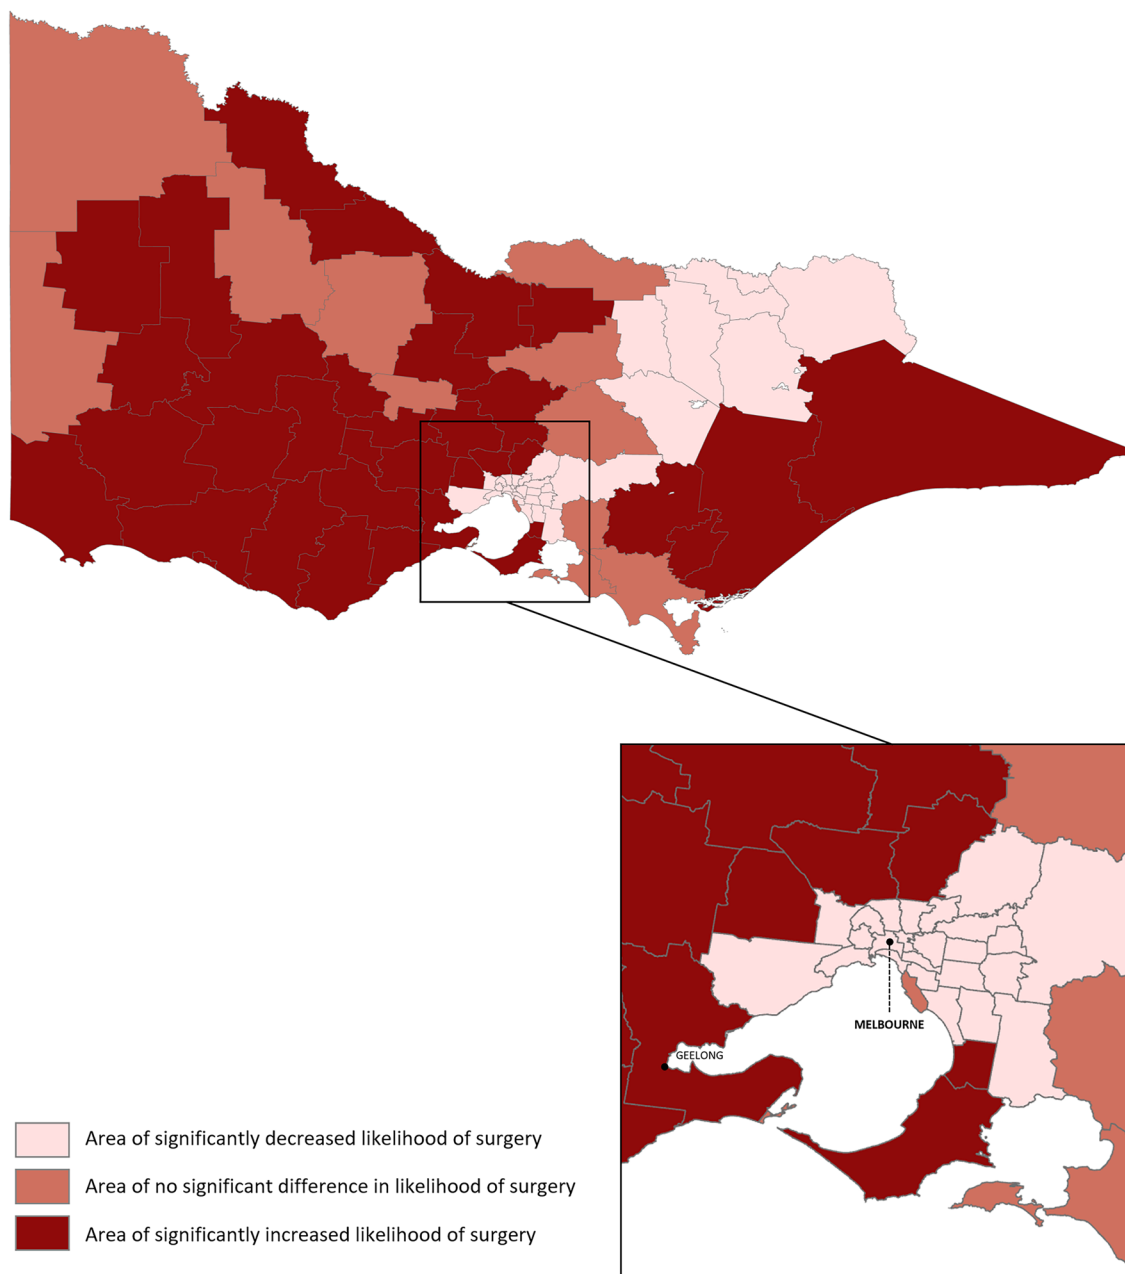 MELBOURNE
GEELONG
Area of significantly decreased likelihood of surgery
Area of no significant difference in likelihood of surgery
Area of significantly increased likelihood of surgery